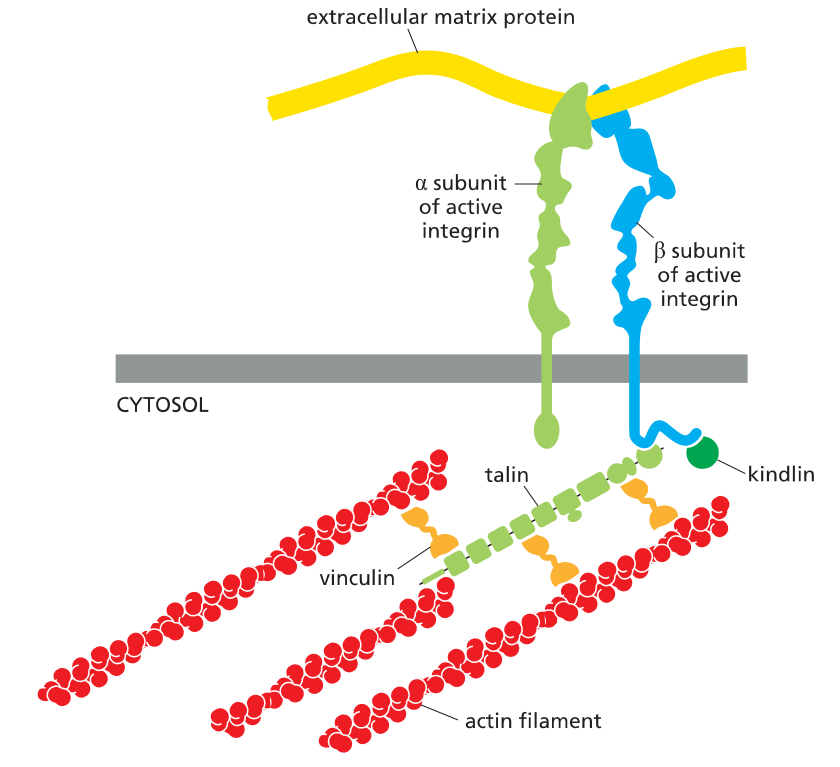 extracellular matrix protein
α subunit
of active
integrin
β subunit
of active
integrin
CYTOSOL
talin
kindlin
vinculin
actin filament